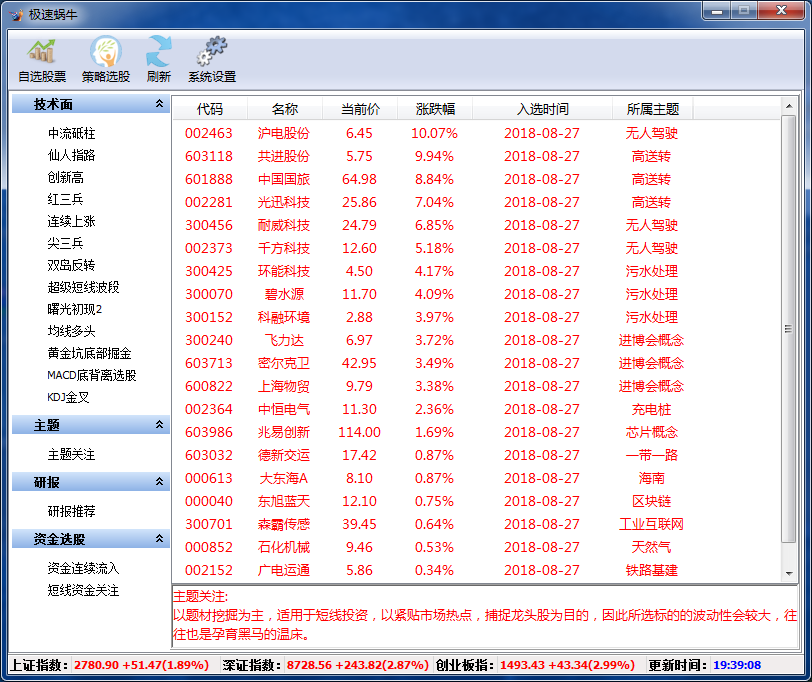 极速蜗牛
自选股票 策略选股 刷新 系统设置
技术面
中流砥柱
仙人指路
创新高
红三兵
连续上涨
尖三兵
双岛反转
超级短线波段
曙光初现2
均线多头
黄金坑底部掘金
MACD底背离选股
KDJ金叉
主题
主题关注
研报
研报推荐
资金选股
资金连续流入
短线资金关注
代码 名称 当前价 涨跌幅 入选时间 所属主题
002463 沪电股份 6.45 10.07% 2018-08-27 无人驾驶
603118 共进股份 5.75 9.94% 2018-08-27 高送转
601888 中国国旅 64.98 8.84% 2018-08-27 高送转
002281 光迅科技 25.86 7.04% 2018-08-27 高送转
300456 耐威科技 24.79 6.85% 2018-08-27 无人驾驶
002373 千方科技 12.60 5.18% 2018-08-27 无人驾驶
300425 环能科技 4.50 4.17% 2018-08-27 污水处理
300070 碧水源 11.70 4.09% 2018-08-27 污水处理
300152 科融环境 2.88 3.97% 2018-08-27 污水处理
300240 飞力达 6.97 3.72% 2018-08-27 进博会概念
603713 密尔克卫 42.95 3.49% 2018-08-27 进博会概念
600822 上海物贸 9.79 3.38% 2018-08-27 进博会概念
002364 中恒电气 11.30 2.36% 2018-08-27 充电桩
603986 兆易创新 114.00 1.69% 2018-08-27 芯片概念
603032 德新交运 17.42 0.87% 2018-08-27 一带一路
000613 大东海A 8.10 0.87% 2018-08-27 海南
000040 东旭蓝天 12.10 0.75% 2018-08-27 区块链
300701 森霸传感 39.45 0.64% 2018-08-27 工业互联网
000852 石化机械 9.46 0.53% 2018-08-27 天然气
002152 广电运通 5.86 0.34% 2018-08-27 铁路基建
主题关注:
以题材挖掘为主，适用于短线投资，以紧贴市场热点，捕捉龙头股为目的，因此所选标的的波动性会较大，往
往也是孕育黑马的温床。
上证指数: 2780.90 +51.47(1.89%) 深证指数: 8728.56 +243.82(2.87%) 创业板指: 1493.43 +43.34(2.99%) 更新时间: 19:39:08